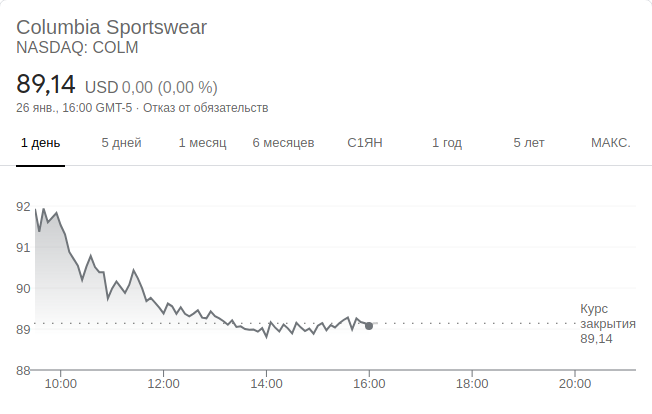 Columbia Sportswear
NASDAQ: COLM
89,14 USD 0,00 (0,00 %)
26 янв., 16:00 GMT-5 · Отказ от обязательств
1 день 5 дней 1 месяц 6 месяцев С1ЯН 1 год 5 лет МАКС.
92
91
90
89
88
Курс
закрытия
89,14
10:00 12:00 14:00 16:00 18:00 20:00